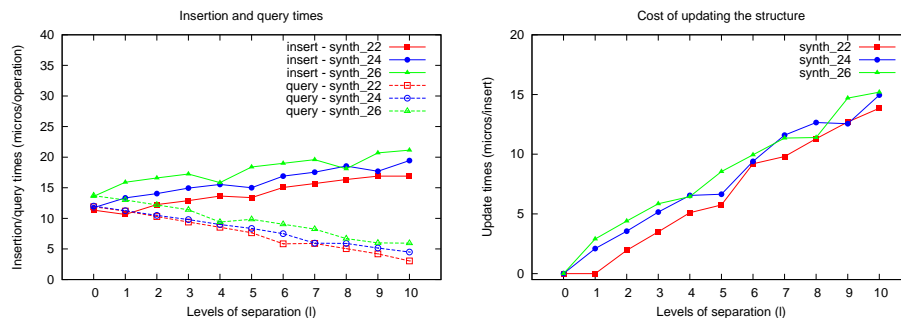 Insertion and query times
Insertion/query times (micros/operation)
40
35
30
25
20
15
10
5
0
insert - synth_22
insert - synth_24
insert - synth_26
query - synth_22
query - synth_24
query - synth_26
0 1 2 3 4 5 6 7 8 9 10
Levels of separation (l)
Cost of updating the structure
Update times (micros/insert)
20
15
10
5
0
synth_22
synth_24
synth_26
0 1 2 3 4 5 6 7 8 9 10
Levels of separation (l)